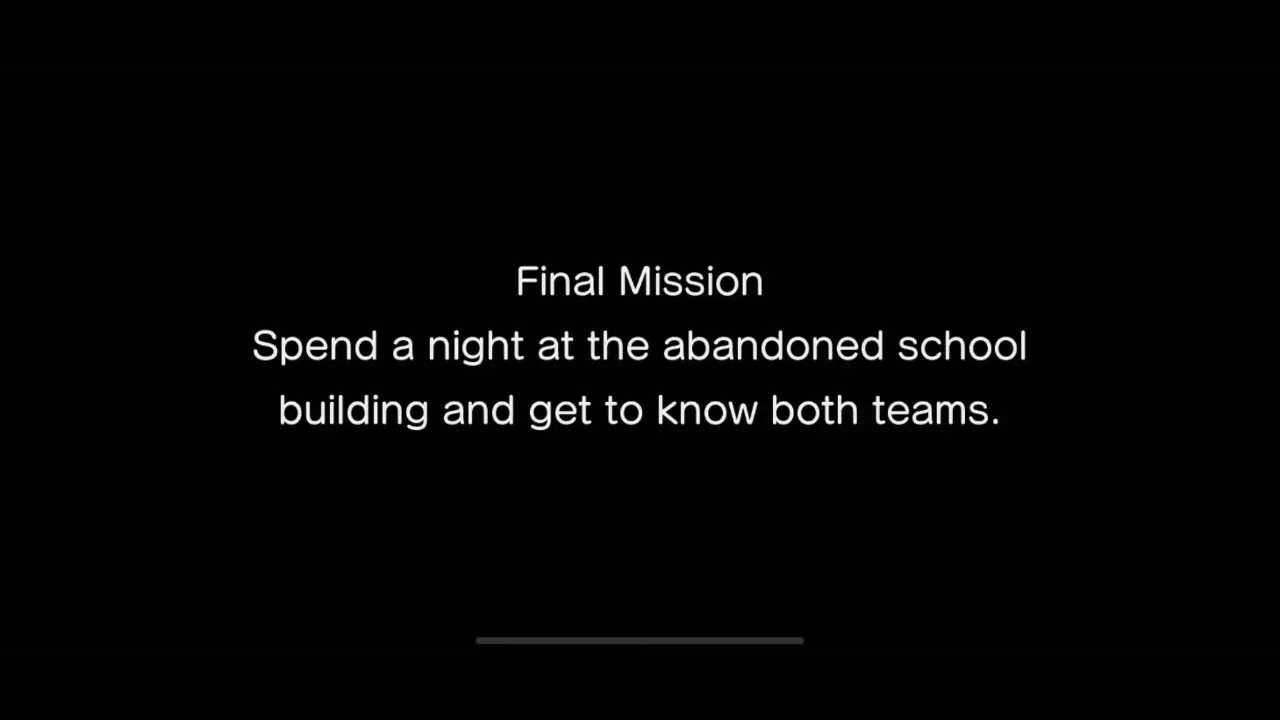 Final Mission
Spend a night at the abandoned school
building and get to know both teams.